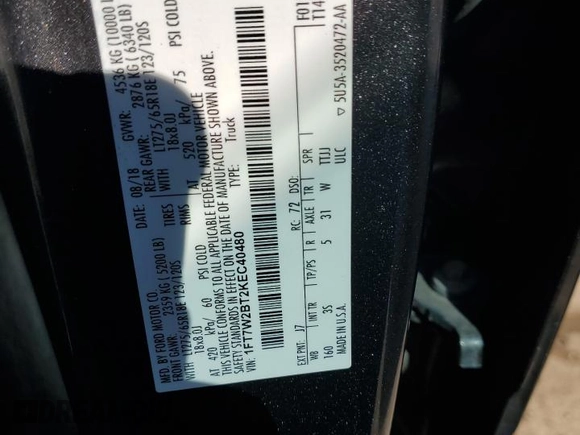 MFD. BY FORD MOTOR CO.
DATE: 08/18 GVWR: 4536 KG (10000 L
FRONT GAWR: 2359 KG (5200 LB) REAR GAWR: 2876 KG ( 6340 LB)
LT275/65R18E 123/120S TIRES WITH LT275/65R18E 123/120S
18x8.0J RIMS 18x8.0J
AT 420 kPa/ 60 PSI COLD AT 520 kPa/ 75 PSI COLD
THIS VEHICLE CONFORMS TO ALL APPLICABLE FEDERAL MOTOR VEHICLE
SAFETY STANDARDS IN EFFECT ON THE DATE OF MANUFACTURE SHOWN ABOVE.
VIN: 1FT7W2BT2KEC40480 TYPE: Truck
F01
TT14
EXT PNT: J7 RC: 72 DSO:
WB INT TR TP/PS R AXLE TR SPR
160 35 5 31 W TTJJ
MADE IN U.S.A. ULC
5U5A-3520472-AA